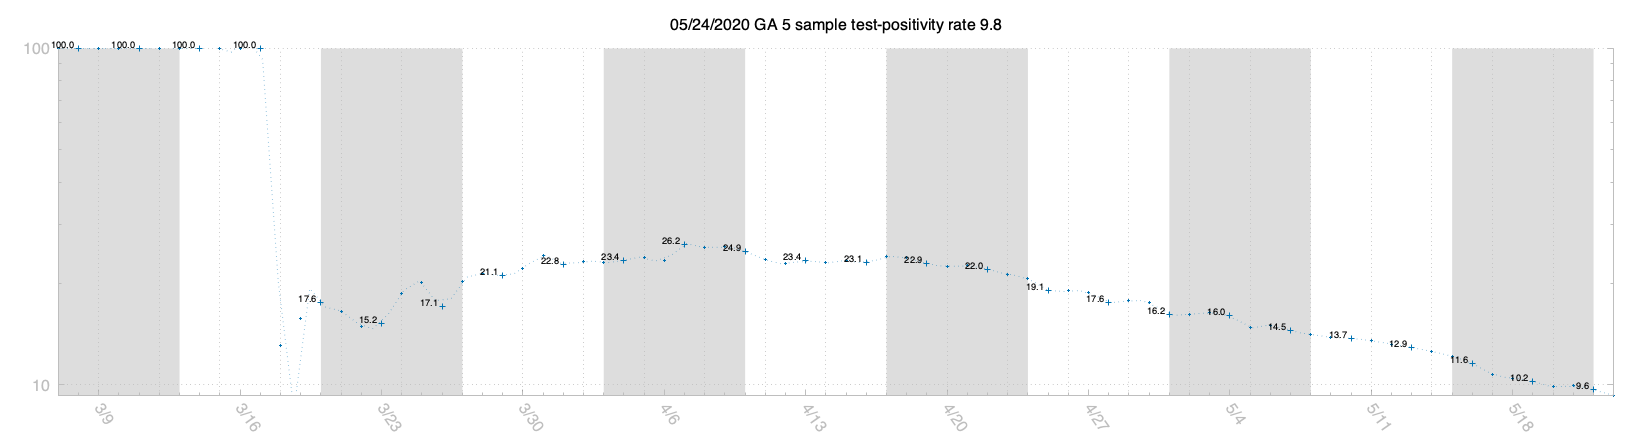 05/24/2020 GA 5 sample test-positivity rate 9.8
100
100.0 100.0 100.0 100.0
26.2 24.9
21.1 22.8 23.4 23.4 23.1 22.9 22.0
17.6 15.2 17.1 19.1 17.6 16.2 16.0 14.5 13.7 12.9 11.6 10.2 9.6
10
3/9 3/16 3/23 3/30 4/6 4/13 4/20 4/27 5/4 5/11 5/18